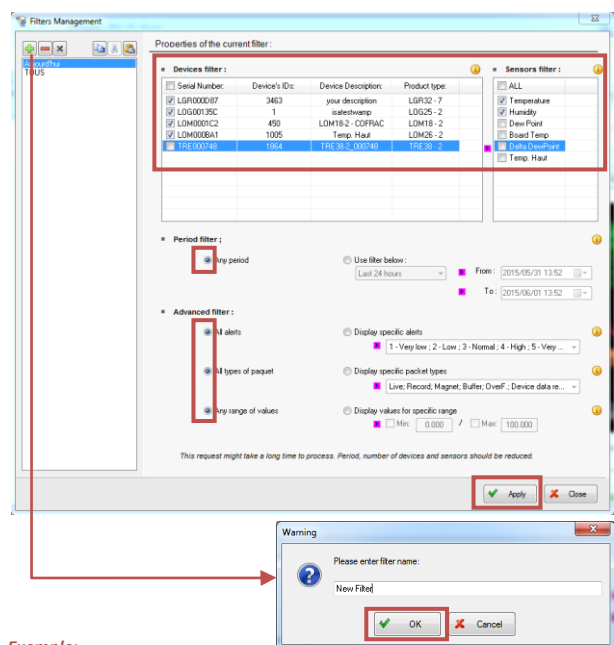 Filters Management
Properties of the current filter :
Aujourd'hui
TOUS
Devices filter :
Serial Number: Device's IDs: Device Description: Product type:
LGR000D87 3463 your description LGR32 - 7
LOG00135C 1 isatestwamp LOG25 - 2
LOM0001C2 450 LOM18-2 - COFRAC LOM18 - 2
LOM000BA1 1005 Temp. Haut LOM26 - 2
TRE000748 1864 TRE38-2_000748 TRE38 - 2
Sensors filter :
ALL
Temperature
Humidity
Dew Point
Board Temp
Delta DewPoint
Temp. Haut
Period filter ;
Any period Use filter below :
Last 24 hours From : 2015/05/31 13:52
To : 2015/06/01 13:52
Advanced filter :
All alerts Display specific alerts
1 - Very low ; 2 - Low ; 3 - Normal ; 4 - High ; 5 - Very ...
All types of paquet Display specific packet types
Live; Record; Magnet; Buffer; OverF.; Device data re...
Any range of values Display values for specific range
Min: 0.000 / Max: 100.000
This request might take a long time to process. Period, number of devices and sensors should be reduced.
Apply Close
Warning
Please enter filter name:
New Filter
OK Cancel